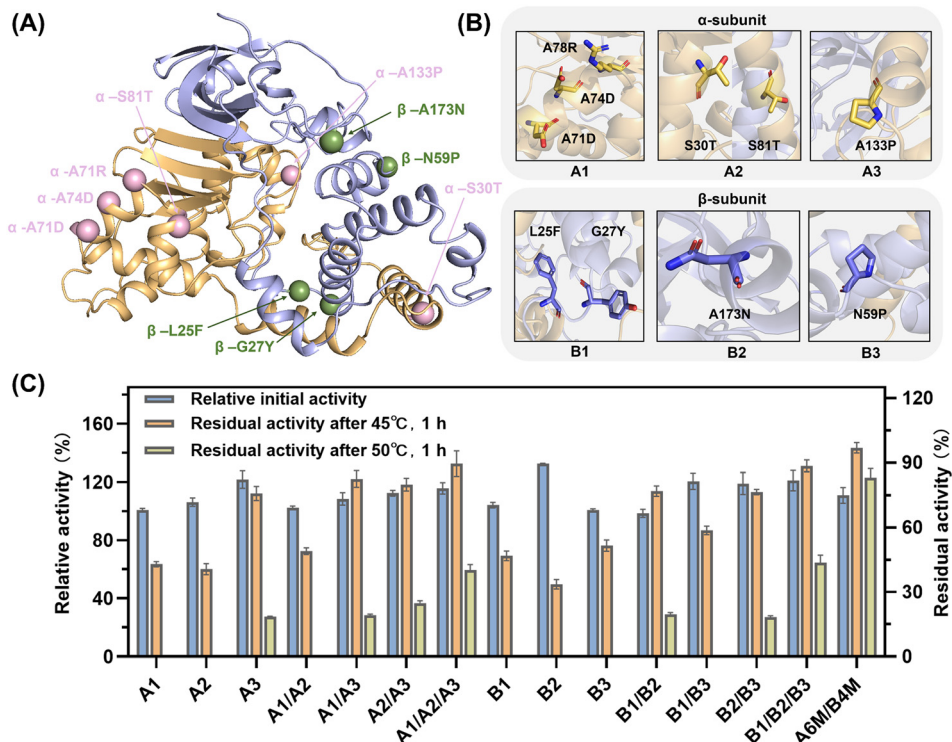 (A)
α –A133P
α –S81T
β –A173N
β –N59P
α -A71R
α –S30T
α -A74D
α -A71D
β –L25F
β –G27Y
(B)
α-subunit
A78R
A74D
A71D
S30T
S81T
A133P
A1
A2
A3
β-subunit
L25F
G27Y
A173N
N59P
B1
B2
B3
(C)
Relative initial activity
Residual activity after 45℃, 1 h
Residual activity after 50℃, 1 h
Relative activity (%)
160
120
80
40
0
Residual activity (%)
120
90
60
30
0
A1
A2
A3
A1/A2
A1/A3
A2/A3
A1/A2/A3
B1
B2
B3
B1/B2
B1/B3
B2/B3
B1/B2/B3
A6M/B4M